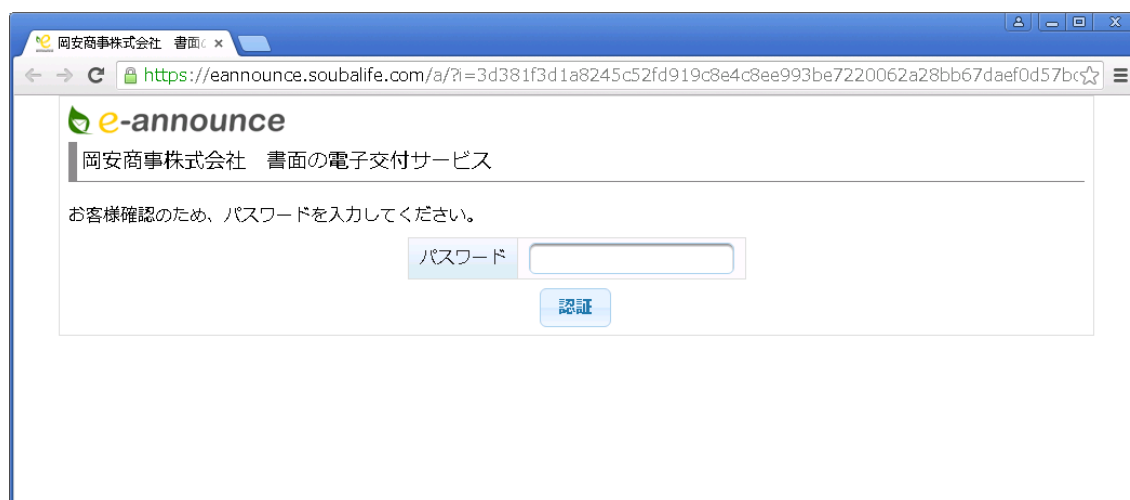 岡安商事株式会社 書面の
https://eannounce.soubalife.com/a/?i=3d381f3d1a8245c52fd919c8e4c8ee993be7220062a28bb67daef0d57bc
e-announce
岡安商事株式会社　書面の電子交付サービス
お客様確認のため、パスワードを入力してください。
パスワード
認証